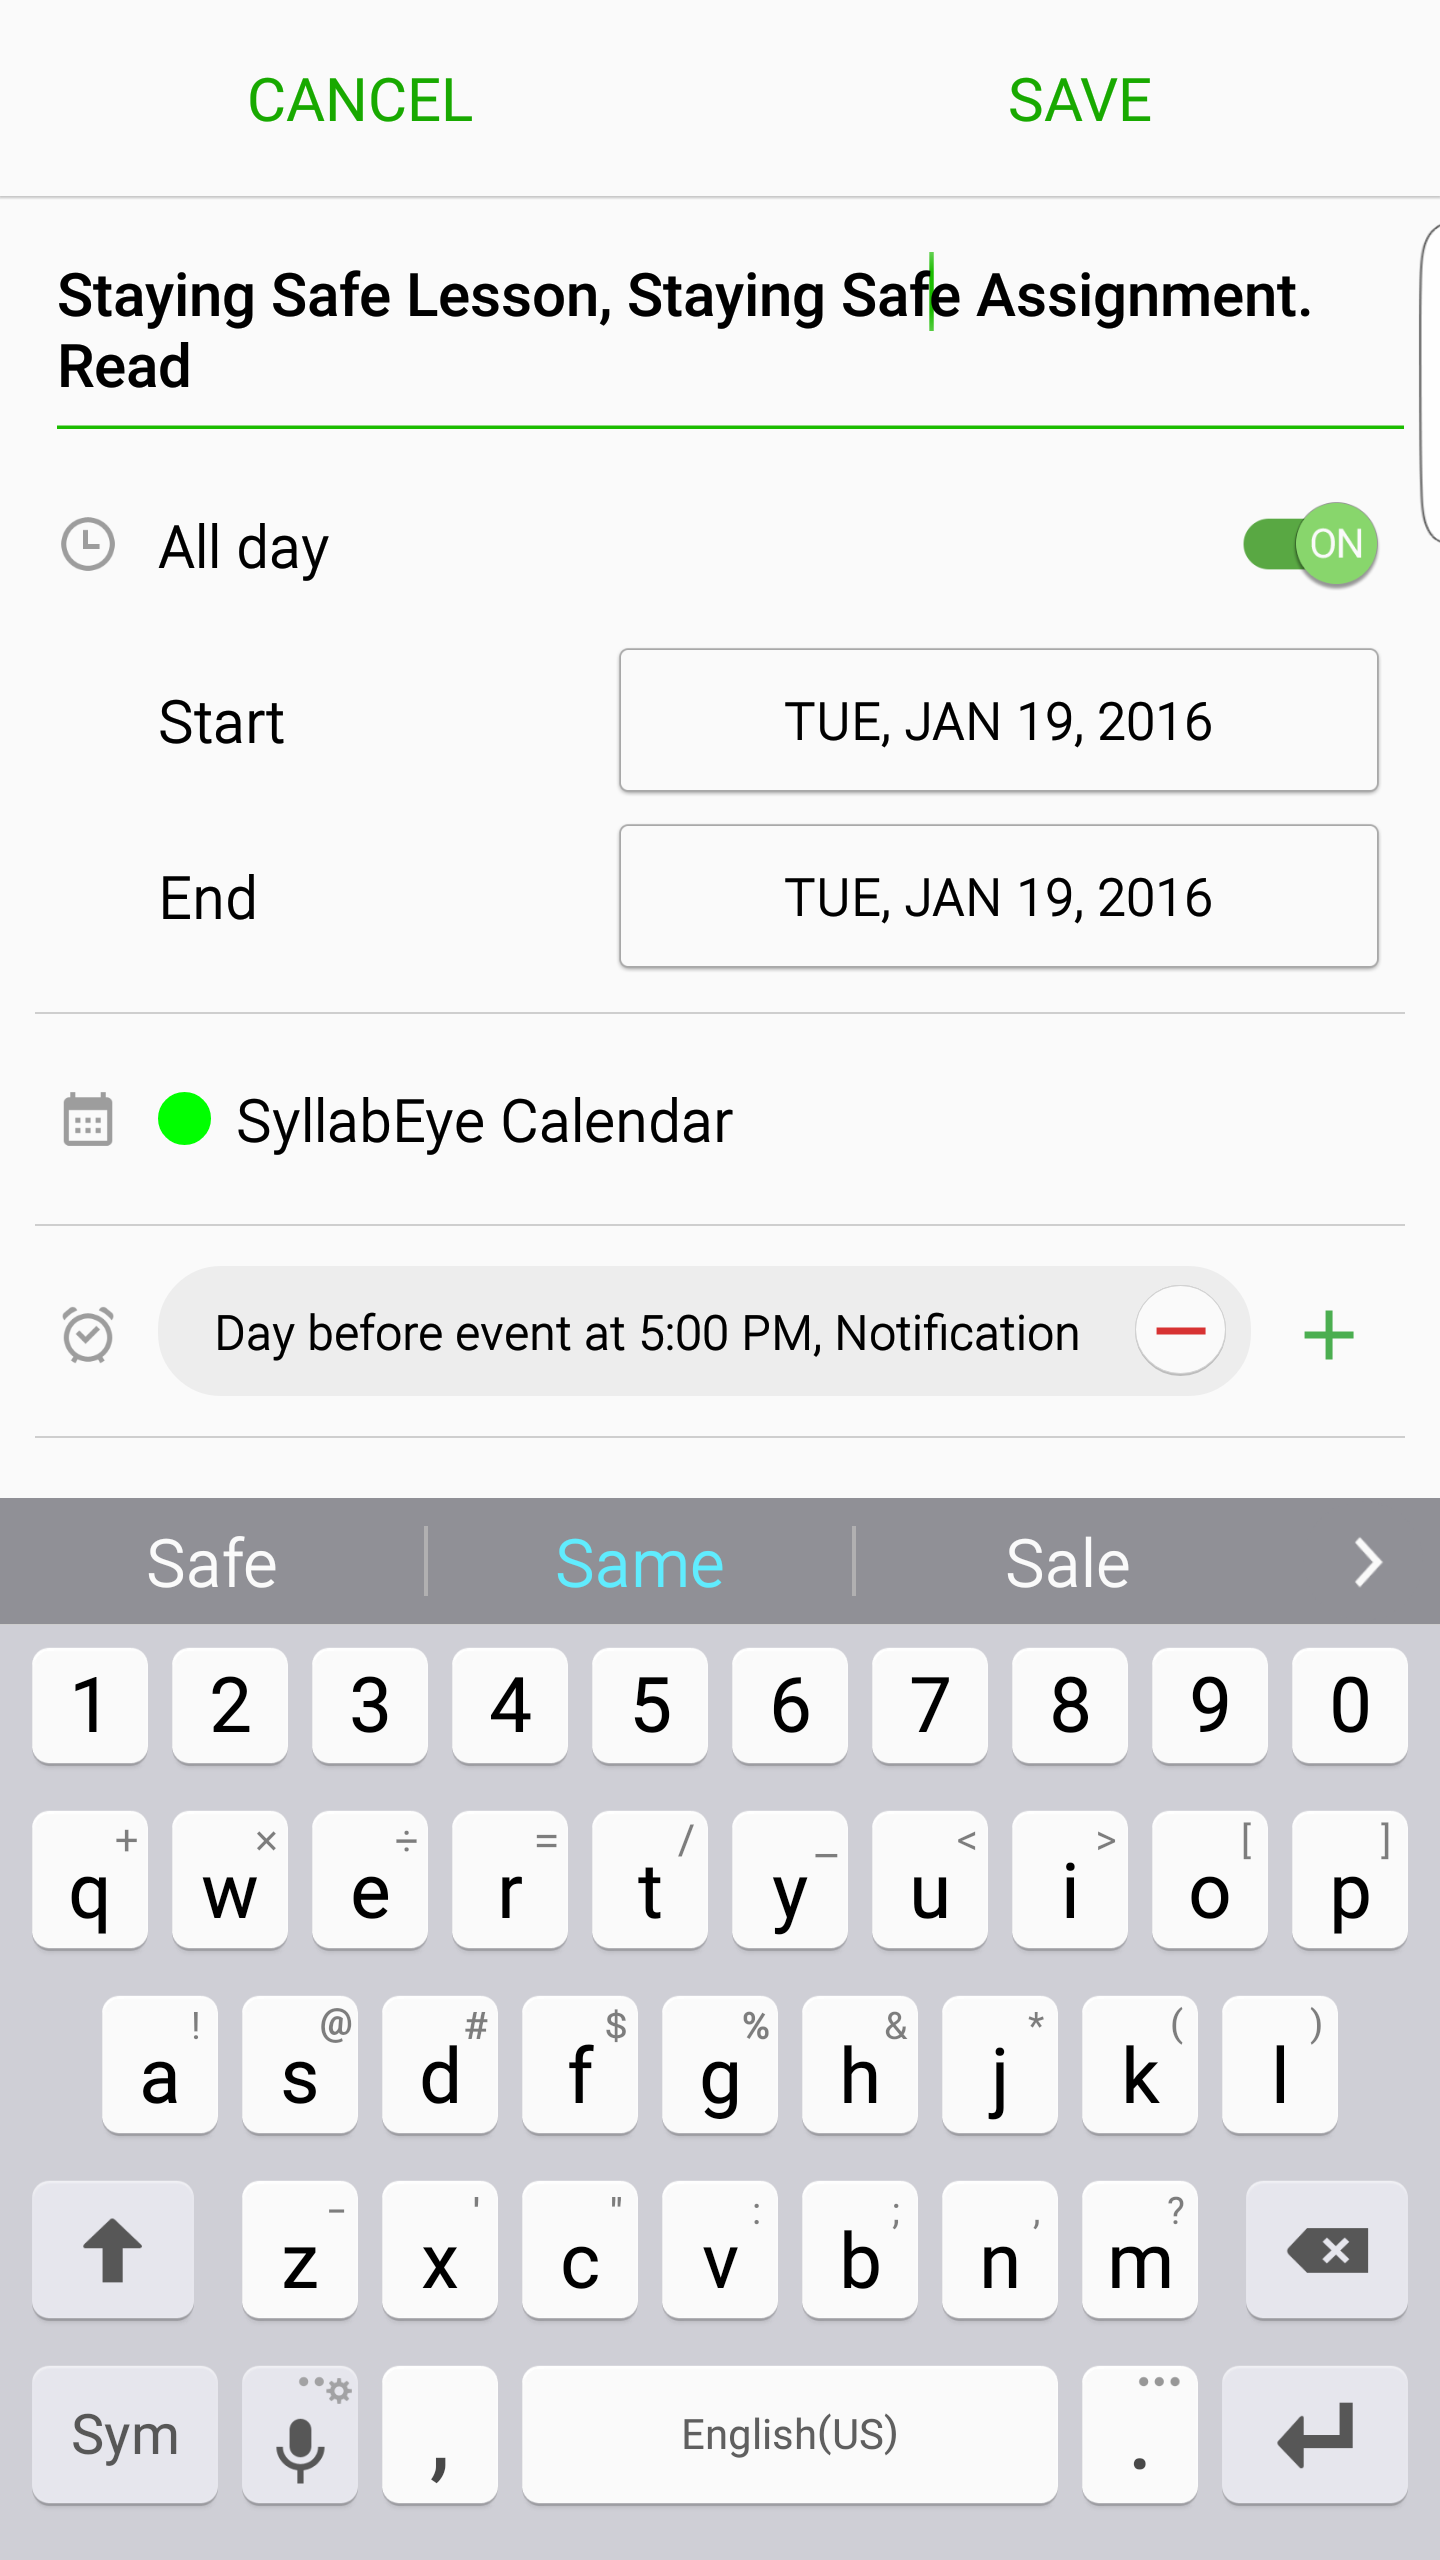 CANCEL SAVE
Staying Safe Lesson, Staying Safe Assignment.
Read
All day ON
Start TUE, JAN 19, 2016
End TUE, JAN 19, 2016
SyllabEye Calendar
Day before event at 5:00 PM, Notification
Safe Same Sale
1 2 3 4 5 6 7 8 9 0
+ × ÷ = / _ < > [ ]
q w e r t y u i o p
! @ # $ % & * ( )
a s d f g h j k l
- ' " : ; , ?
z x c v b n m
Sym , English(US) .